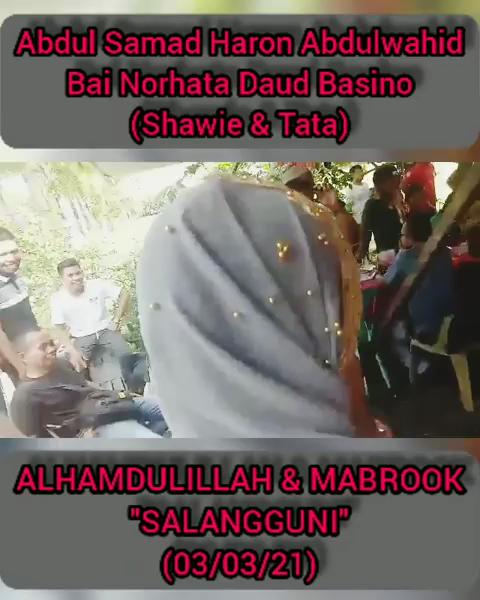 Abdul Samad Haron Abdulwahid
Bai Norhata Daud Basino
(Shawie & Tata)
ALHAMDULILLAH & MABROOK
"SALANGGUNI"
(03/03/21)